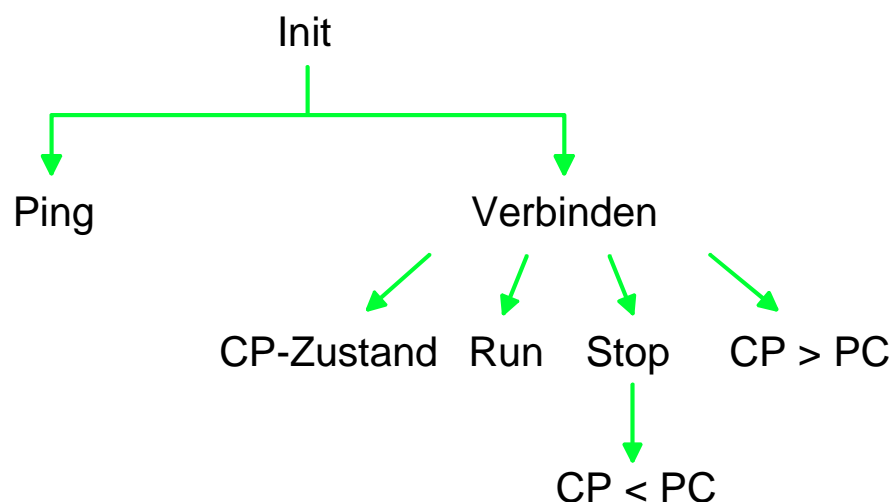 Init
Ping
Verbinden
CP-Zustand
Run
Stop
CP > PC
CP < PC